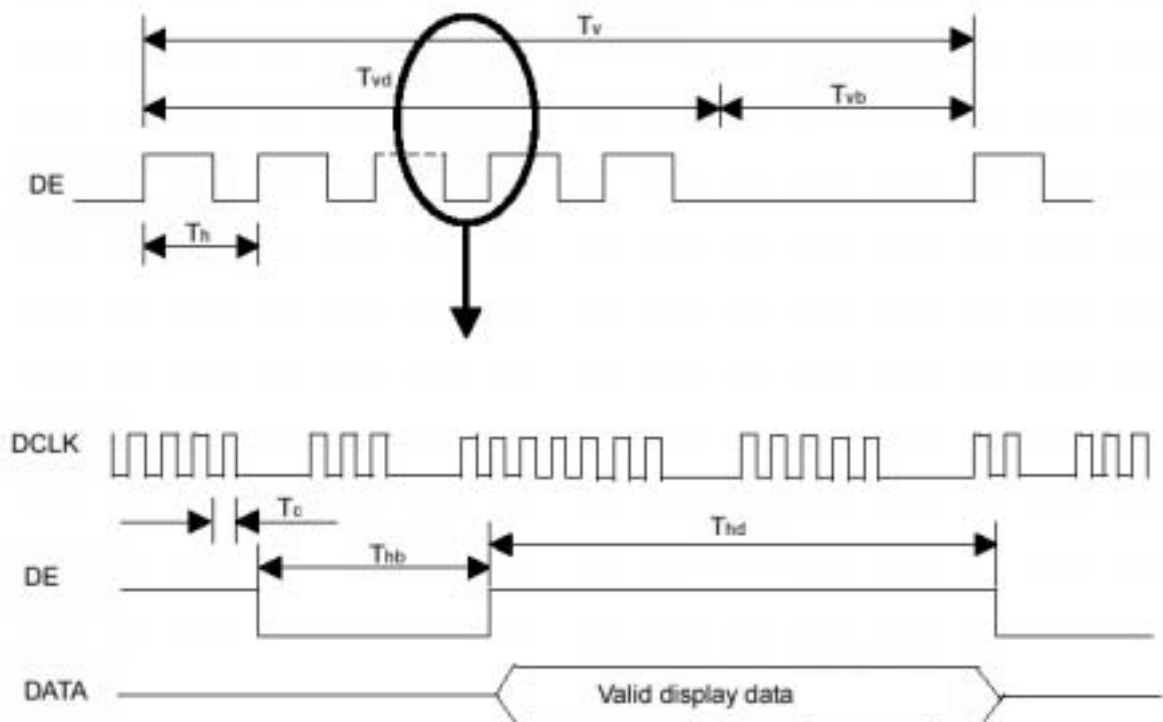 Tv
Tvd
Tvb
DE
Th
DCLK
Tc
Thd
Thb
DE
DATA
Valid display data